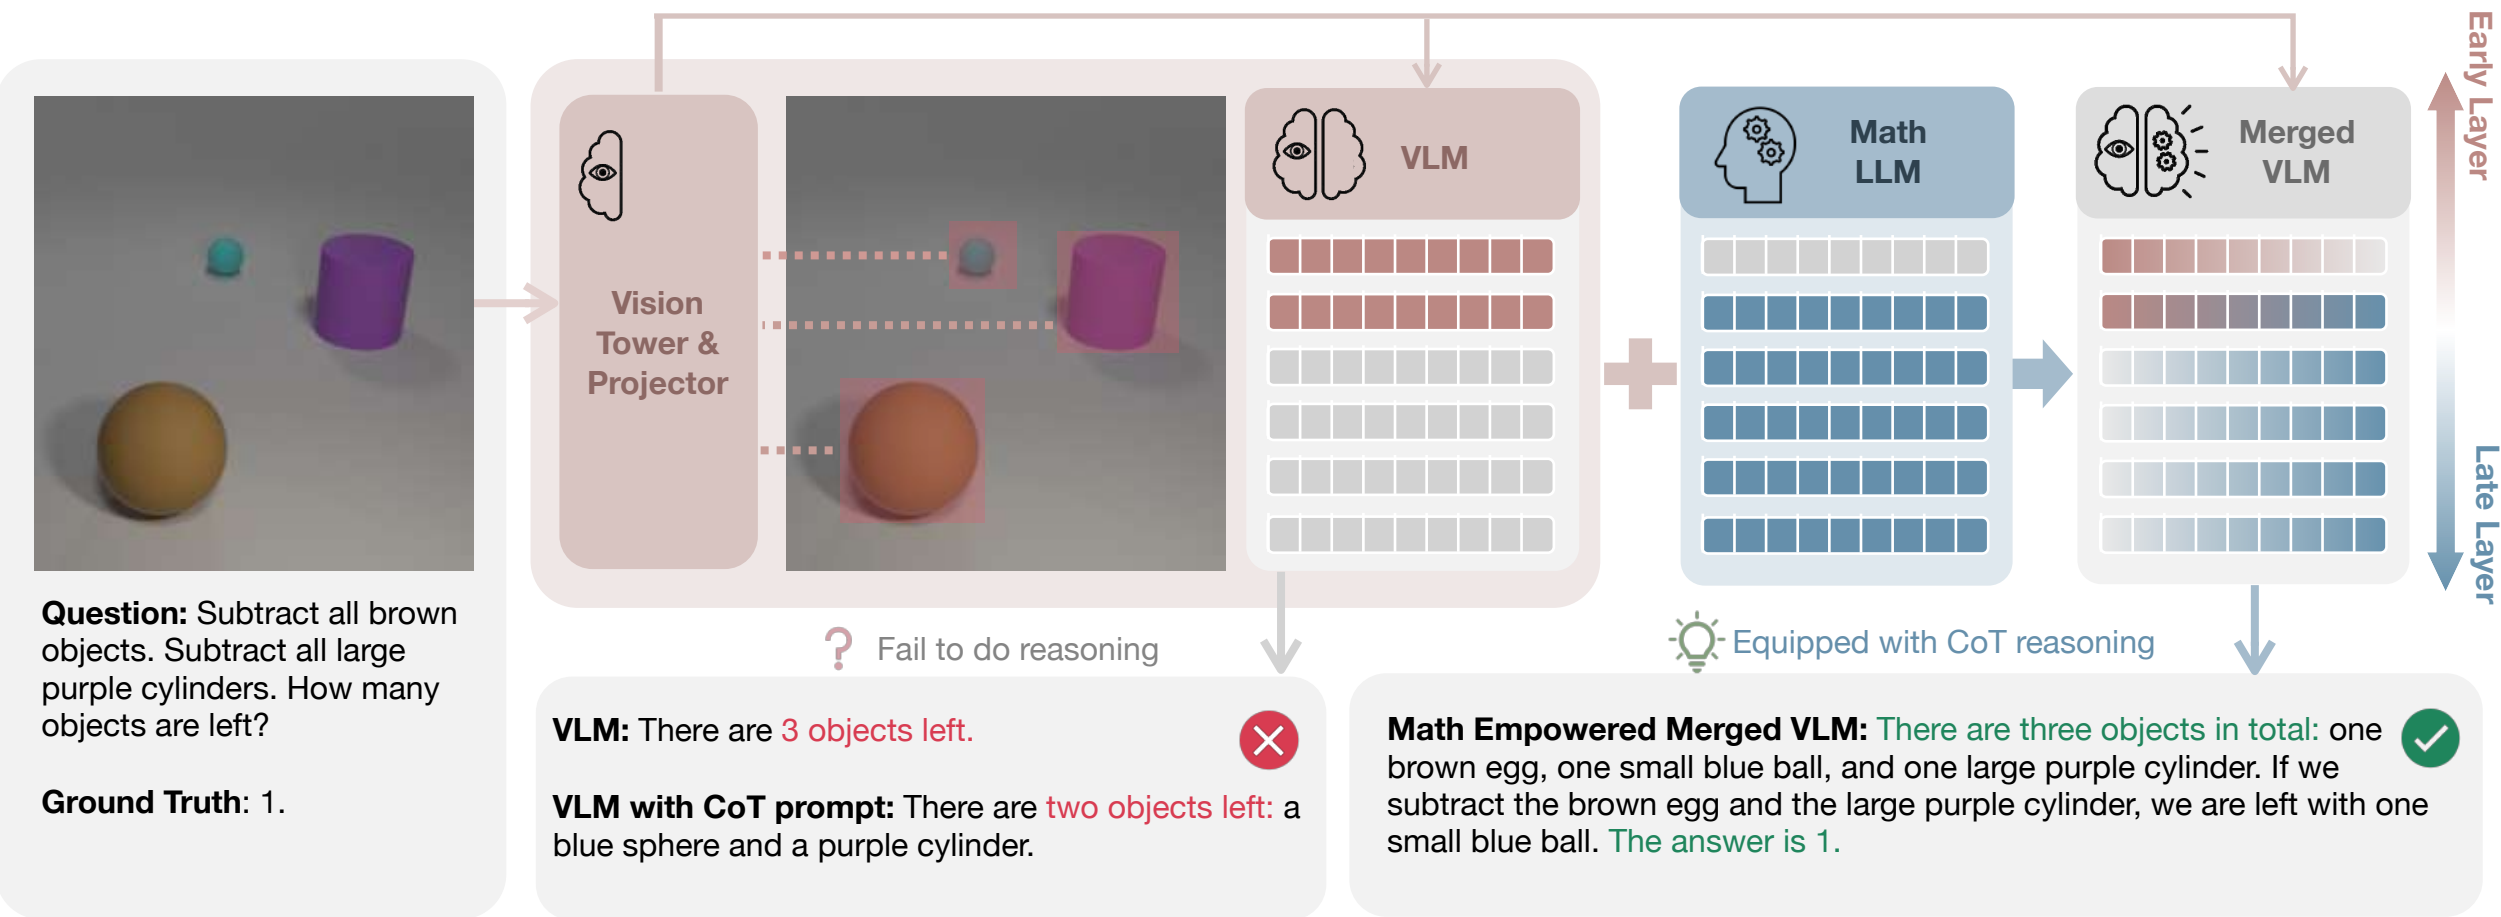 Question: Subtract all brown
objects. Subtract all large
purple cylinders. How many
objects are left?
Ground Truth: 1.
Vision
Tower &
Projector
VLM
Math
LLM
Merged
VLM
Early Layer
Late Layer
Fail to do reasoning
Equipped with CoT reasoning
VLM: There are 3 objects left.
VLM with CoT prompt: There are two objects left: a
blue sphere and a purple cylinder.
Math Empowered Merged VLM: There are three objects in total: one
brown egg, one small blue ball, and one large purple cylinder. If we
subtract the brown egg and the large purple cylinder, we are left with one
small blue ball. The answer is 1.